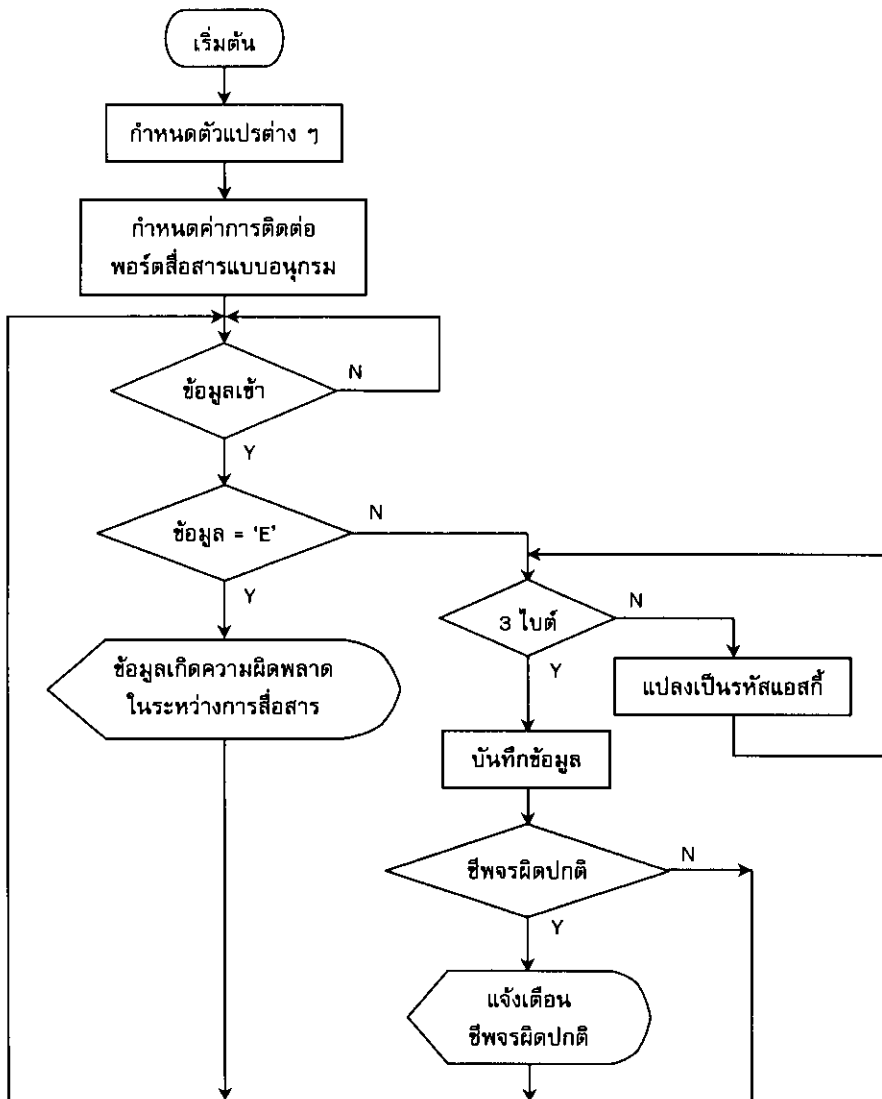 เริ่มต้น
กำหนดตัวแปรต่าง ๆ
กำหนดค่าการติดต่อ
พอร์ตสื่อสารแบบอนุกรม
ข้อมูลเข้า
N
Y
ข้อมูล = 'E'
N
Y
3 ไบต์
N
Y
ข้อมูลเกิดความผิดพลาด
ในระหว่างการสื่อสาร
แปลงเป็นรหัสแอสกี้
บันทึกข้อมูล
ชีพจรผิดปกติ
N
Y
แจ้งเตือน
ชีพจรผิดปกติ